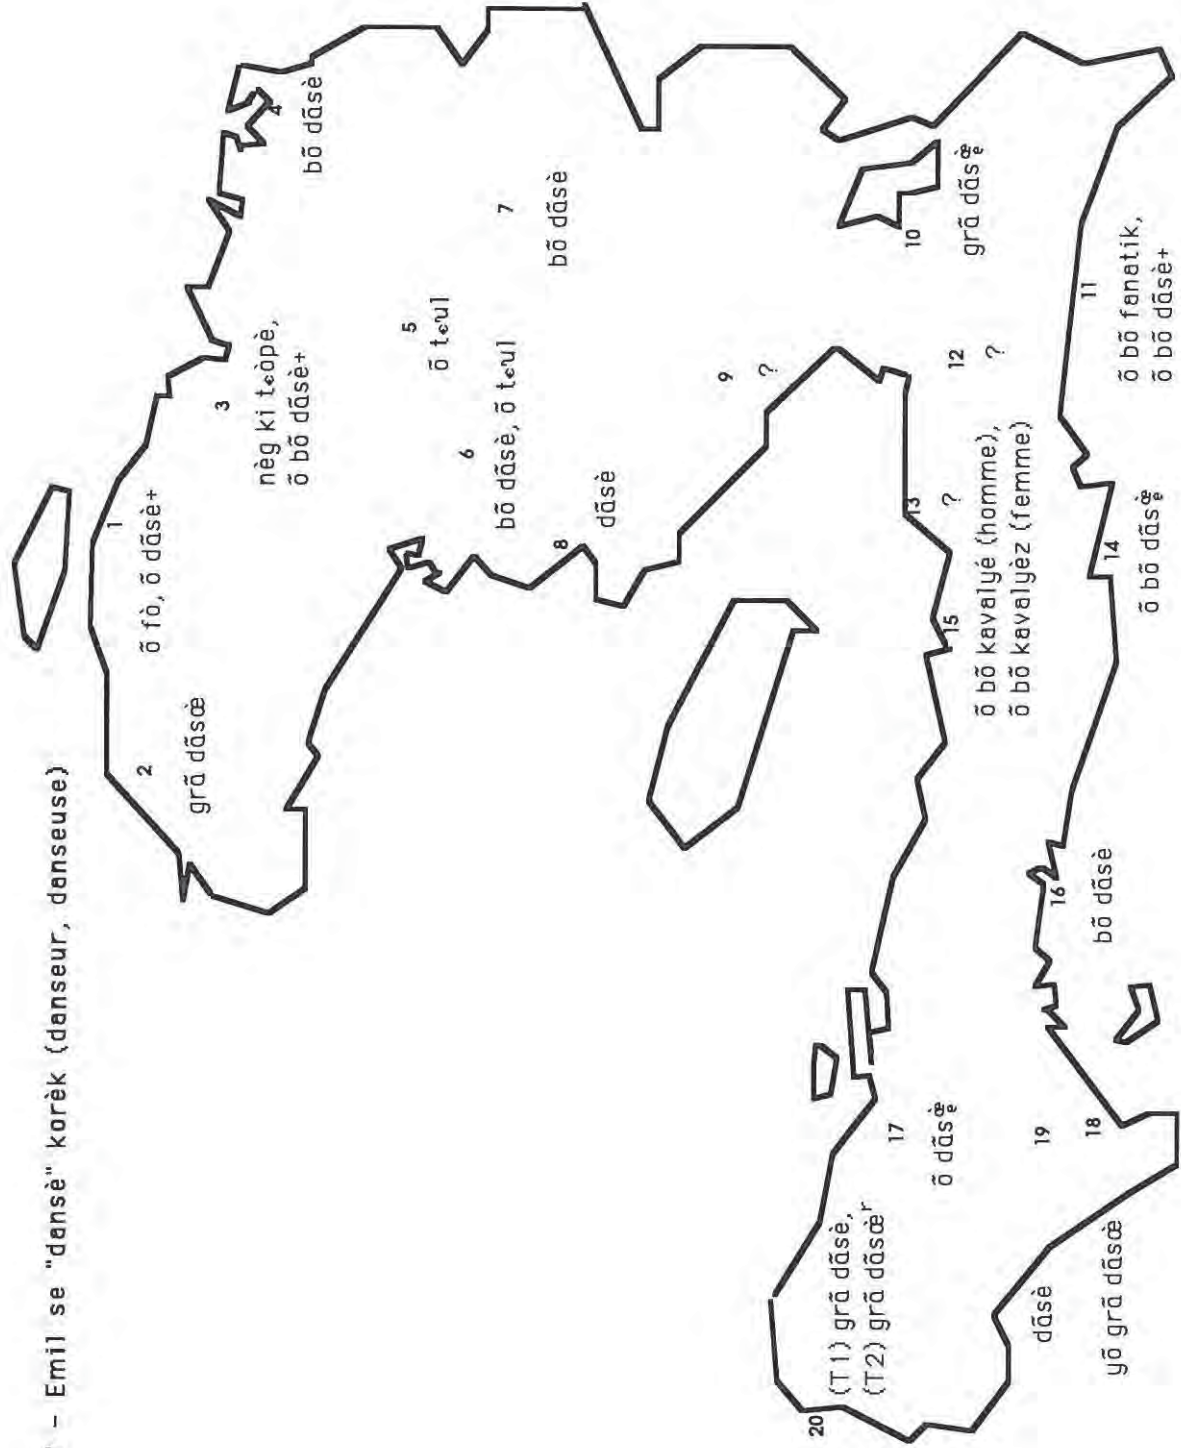 - Emil se "dansè" korèk (danseur, danseuse)
1
õ fò, õ dãsè+
2
grã dãsœ
3
nèg ki tɕòpè,
õ bõ dãsè+
4
bõ dãsè
5
õ tɕul
6
bõ dãsè, õ tɕul
7
bõ dãsè
8
dãsè
9
?
10
grã dãsœ̨
11
õ bõ fanatik,
õ bõ dãsè+
12
?
13
?
14
õ bõ dãsœ̨
15
õ bõ kavalyé (homme),
õ bõ kavalyèz (femme)
16
bõ dãsè
17
õ dãsœ̨
18
yõ grã dãsœ
19
dãsè
20
(T1) grã dãsè,
(T2) grã dãsœʳ